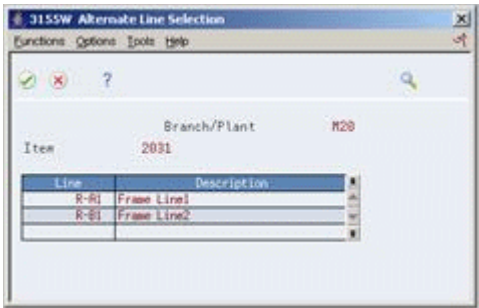 3155W Alternate Line Selection
Functions Options Tools Help
?
Branch/Plant M20
Item 2031
Line Description
R-A1 Frame Line1
R-B1 Frame Line2